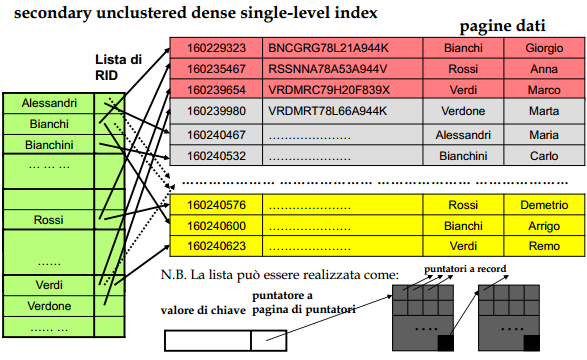 secondary unclustered dense single-level index
pagine dati
Lista di
RID
160229323 BNCGRG78L21A944K Bianchi Giorgio
160235467 RSSNNA78A53A944V Rossi Anna
160239654 VRDMRC79H20F839X Verdi Marco
160239980 VRDMRT78L66A944K Verdone Marta
160240467 ..................... Alessandri Maria
160240532 ..................... Bianchini Carlo
Alessandri
Bianchi
Bianchini
... ... ...
Rossi
......
Verdi
Verdone
...... ...
160240576 ..................... Rossi Demetrio
160240600 ..................... Bianchi Arrigo
160240623 ..................... Verdi Remo
N.B. La lista può essere realizzata come:
puntatori a record
puntatore a
pagina di puntatori
valore di chiave